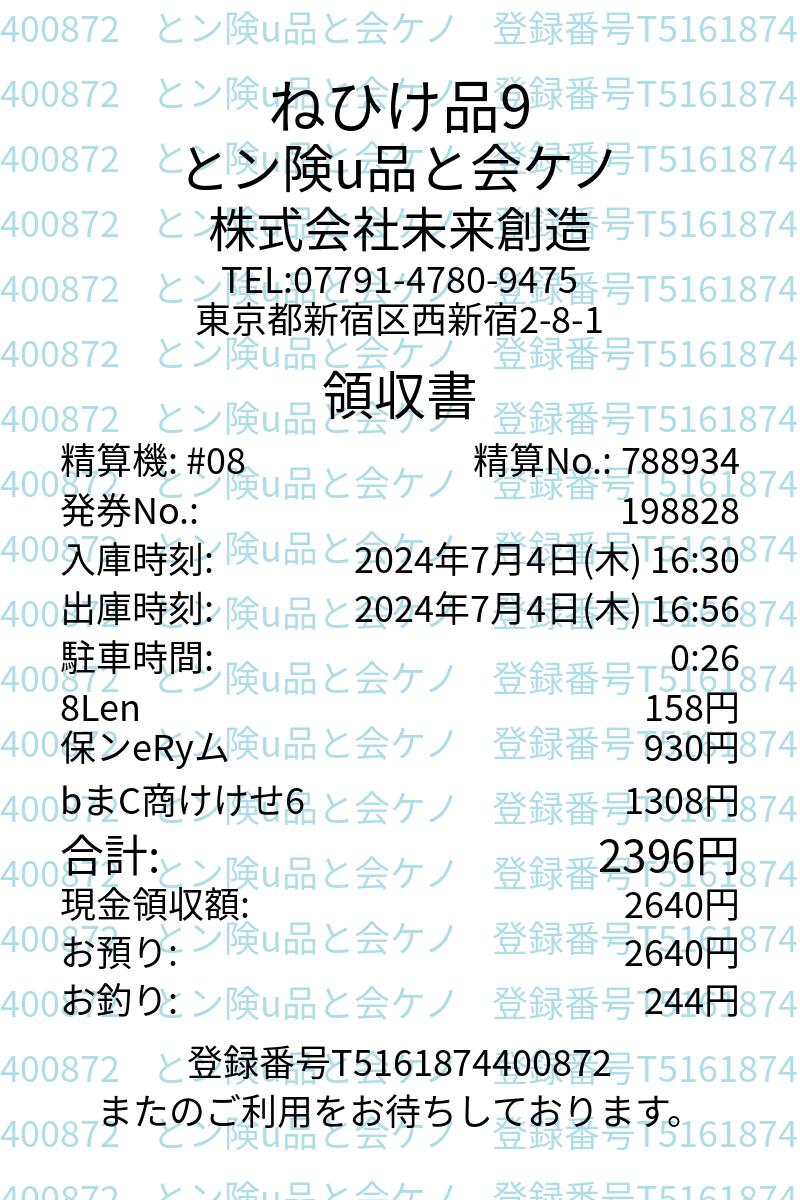 ねひけ品9
とン険u品と会ケノ
株式会社未来創造
TEL:07791-4780-9475
東京都新宿区西新宿2-8-1
領収書
精算機: #08 精算No.: 788934
発券No.: 198828
入庫時刻: 2024年7月4日(木) 16:30
出庫時刻: 2024年7月4日(木) 16:56
駐車時間: 0:26
8Len 158円
保ンeRyム 930円
bまC商けけせ6 1308円
合計: 2396円
現金領収額: 2640円
お預り: 2640円
お釣り: 244円
登録番号T5161874400872
またのご利用をお待ちしております。